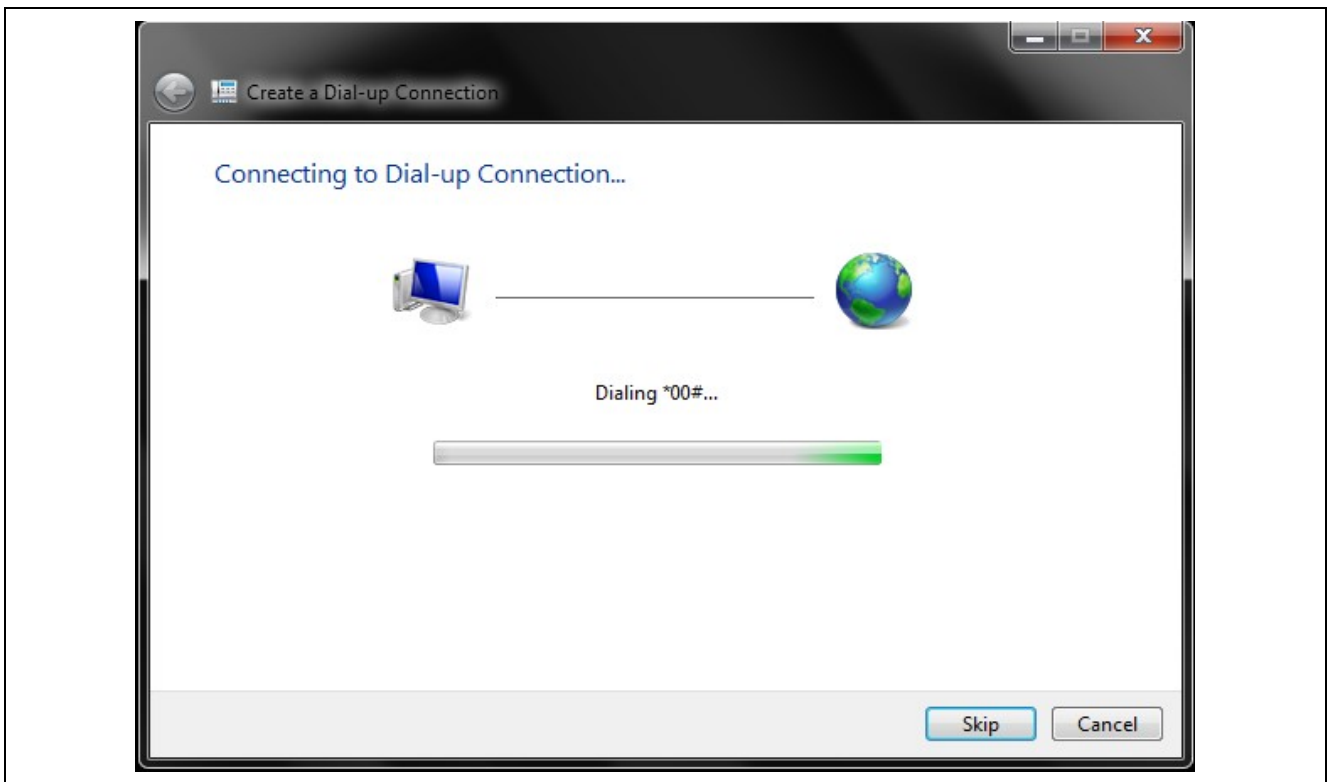 Create a Dial-up Connection
Connecting to Dial-up Connection...
Dialing *00#...
Skip Cancel